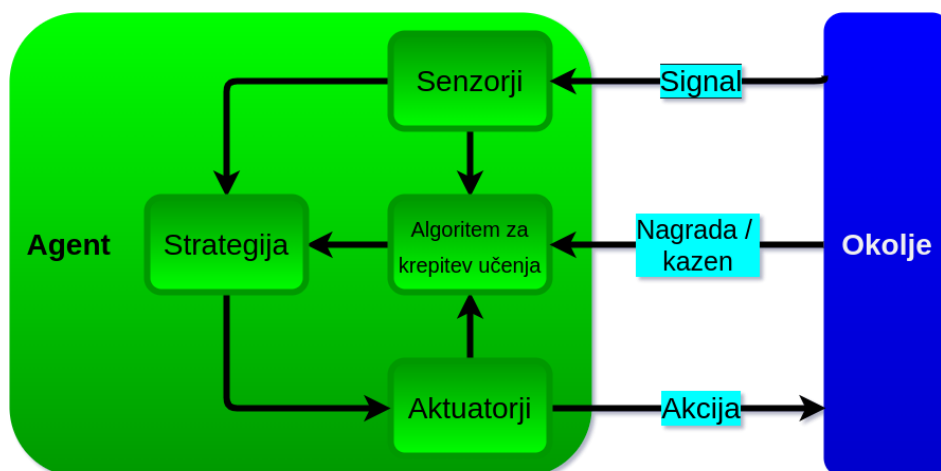 Senzorji
Signal
Agent
Strategija
Algoritem za
krepitev učenja
Nagrada /
kazen
Okolje
Aktuatorji
Akcija